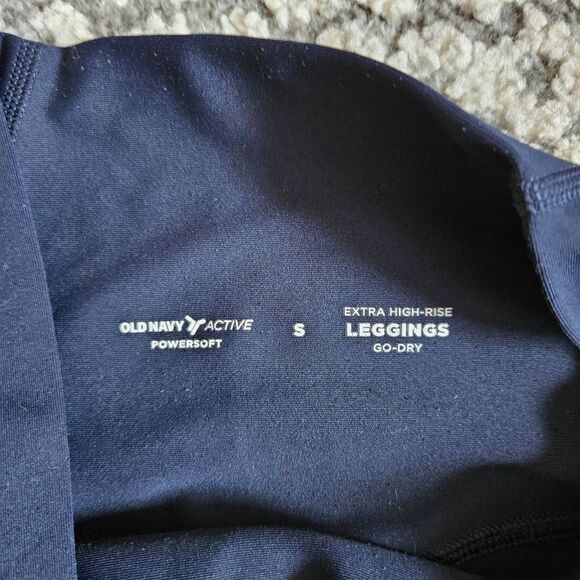 OLD NAVY ACTIVE
POWERSOFT
S
EXTRA HIGH-RISE
LEGGINGS
GO-DRY